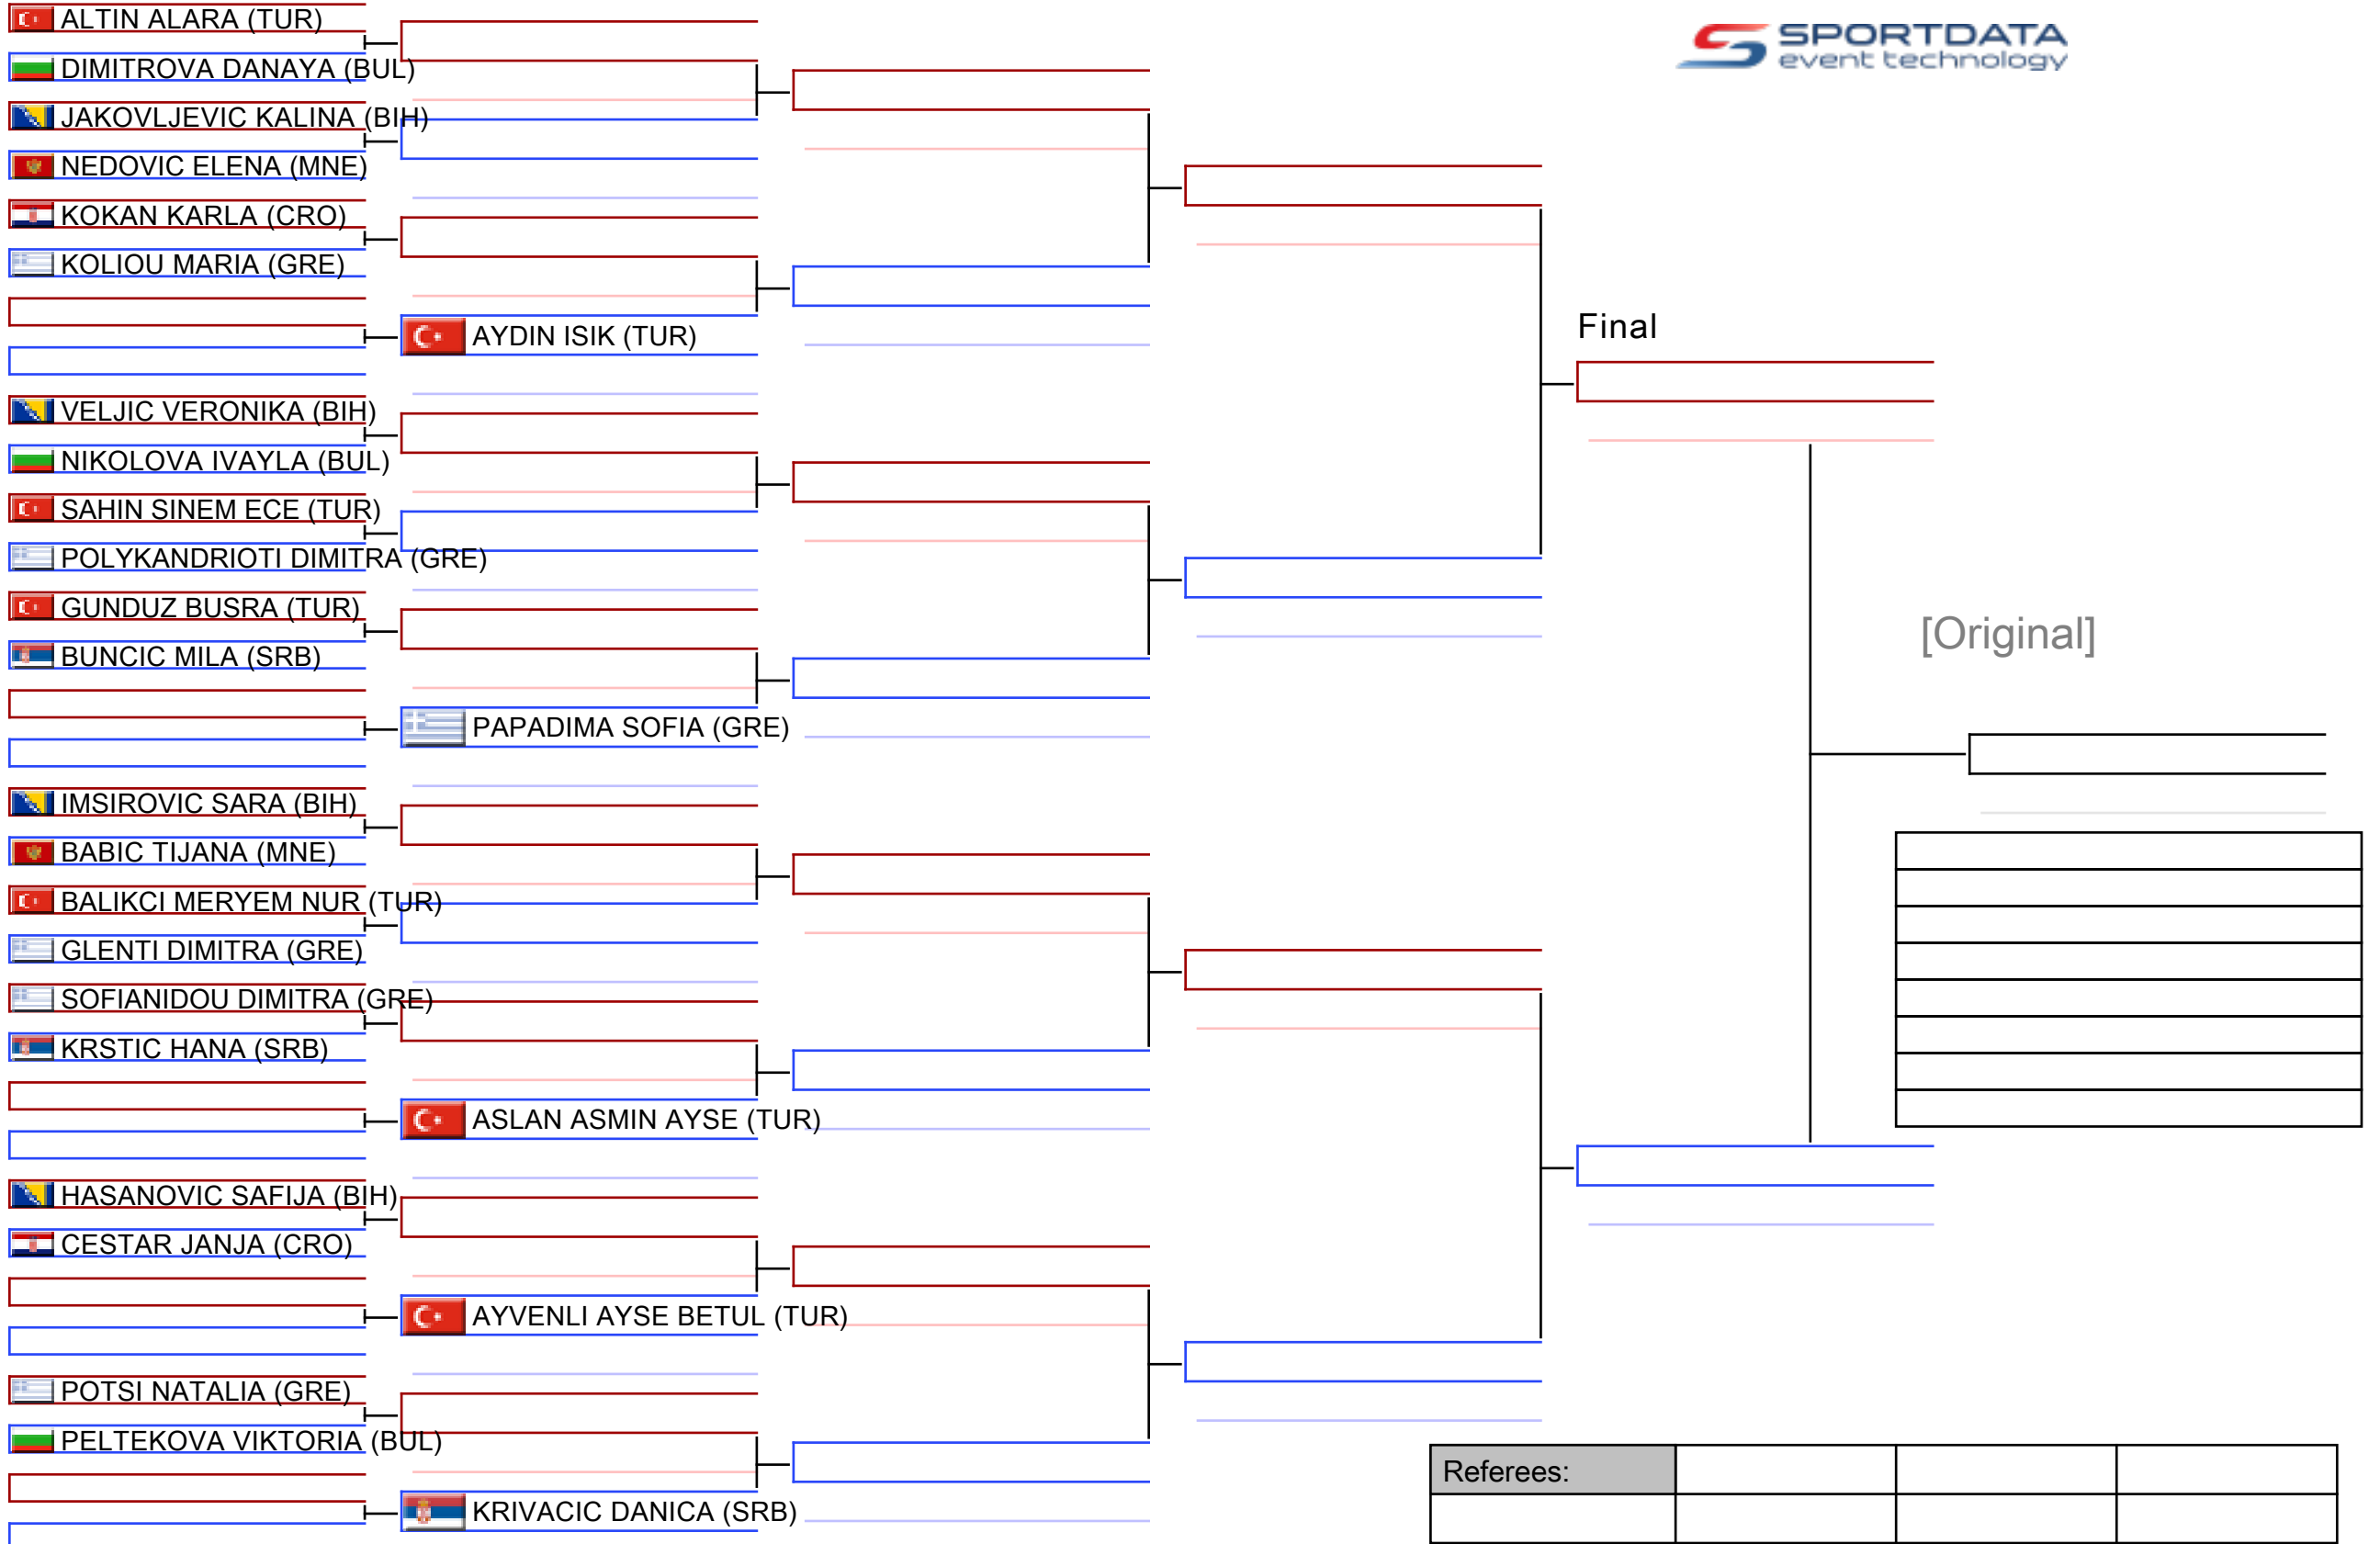 ALTIN ALARA (TUR)
DIMITROVA DANAYA (BUL)
JAKOVLJEVIC KALINA (BIH)
NEDOVIC ELENA (MNE)
KOKAN KARLA (CRO)
KOLIOU MARIA (GRE)
AYDIN ISIK (TUR)
VELJIC VERONIKA (BIH)
NIKOLOVA IVAYLA (BUL)
SAHIN SINEM ECE (TUR)
POLYKANDRIOTI DIMITRA (GRE)
GUNDUZ BUSRA (TUR)
BUNCIC MILA (SRB)
PAPADIMA SOFIA (GRE)
IMSIROVIC SARA (BIH)
BABIC TIJANA (MNE)
BALIKCI MERYEM NUR (TUR)
GLENTI DIMITRA (GRE)
SOFIANIDOU DIMITRA (GRE)
KRSTIC HANA (SRB)
ASLAN ASMIN AYSE (TUR)
HASANOVIC SAFIJA (BIH)
CESTAR JANJA (CRO)
AYVENLI AYSE BETUL (TUR)
POTSI NATALIA (GRE)
PELTEKOVA VIKTORIA (BUL)
KRIVACIC DANICA (SRB)
SPORTDATA
event technology
Final
[Original]
Referees: